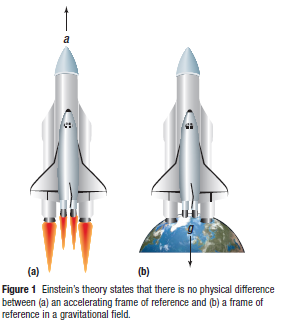 a
g
(a)
(b)
Figure 1 Einstein's theory states that there is no physical difference
between (a) an accelerating frame of reference and (b) a frame of
reference in a gravitational field.